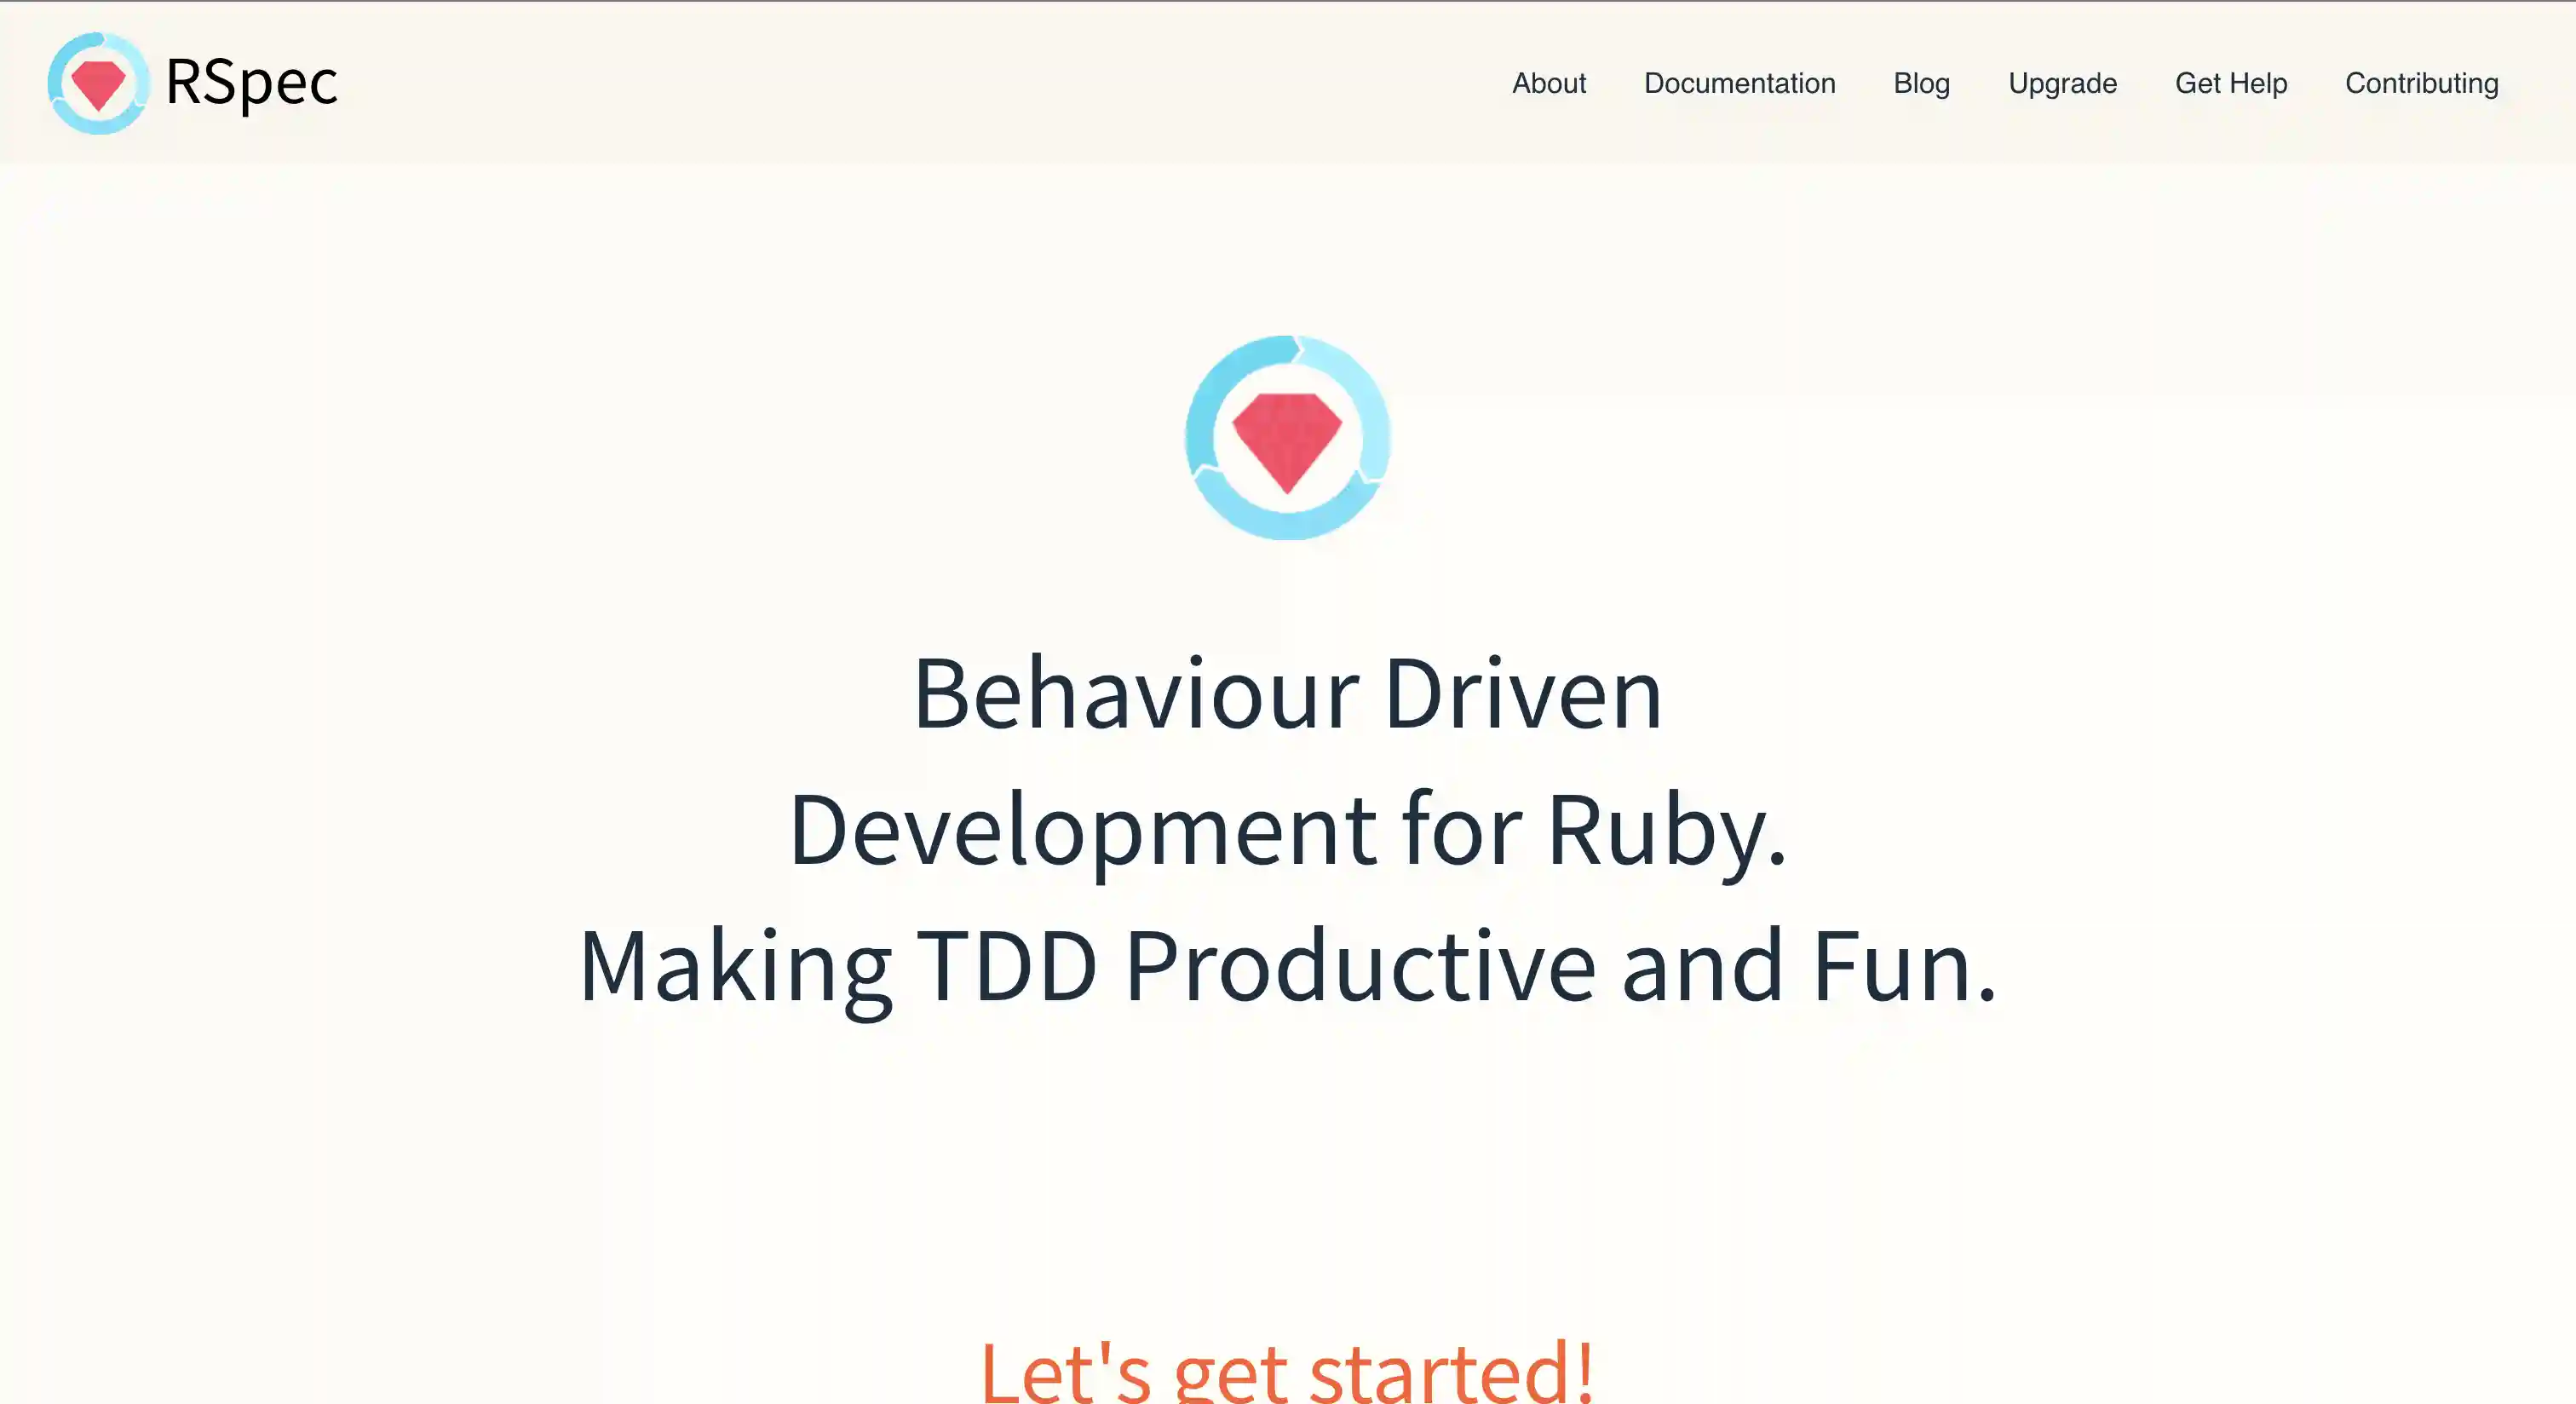 RSpec
About Documentation Blog Upgrade Get Help Contributing
Behaviour Driven
Development for Ruby.
Making TDD Productive and Fun.
Let's get started!